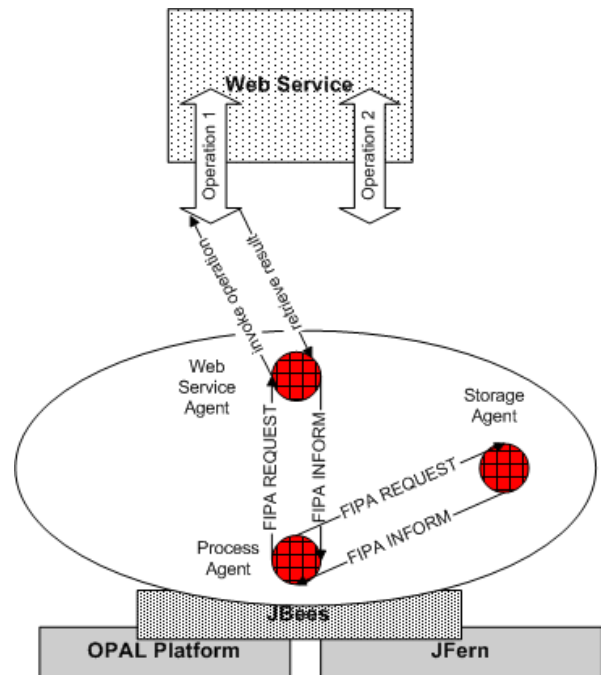 Web Service
Operation 1
Operation 2
invoke operation
retrieve result
Web
Service
Agent
Storage
Agent
FIPA REQUEST
FIPA INFORM
FIPA REQUEST
FIPA INFORM
Process
Agent
JBees
OPAL Platform
JFern